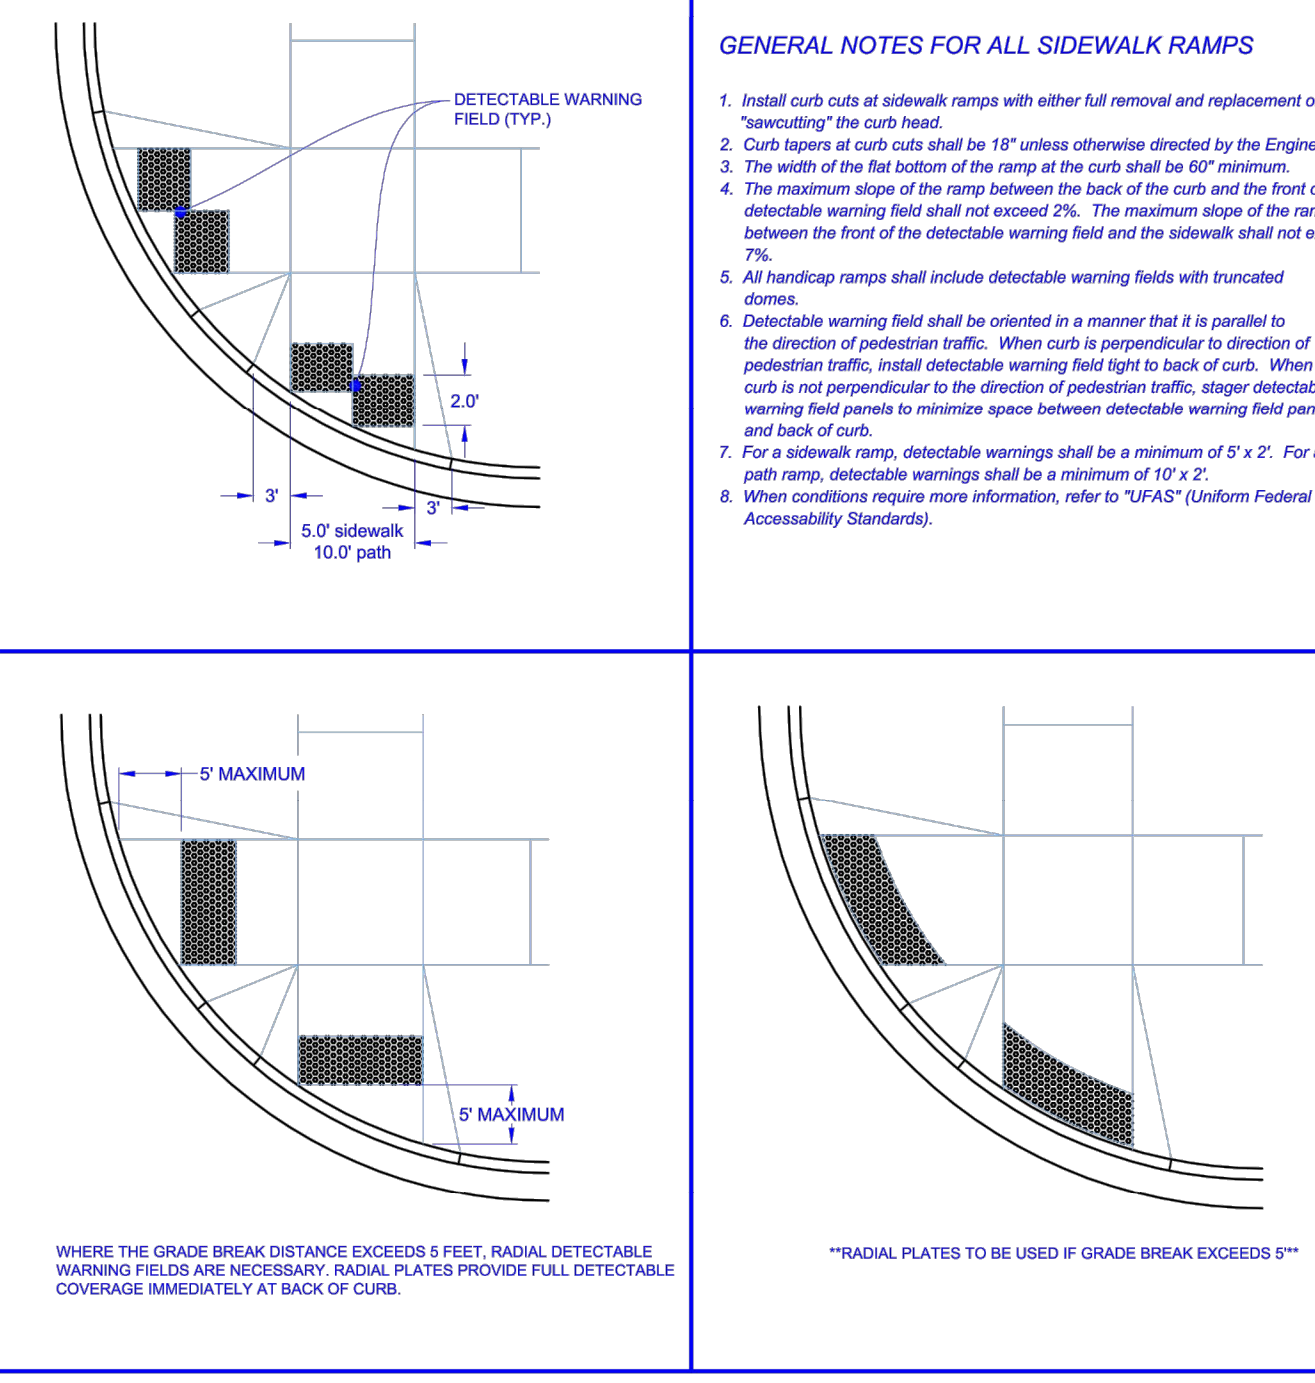 DETECTABLE WARNING
FIELD (TYP.)
2.0'
3'
3'
5.0' sidewalk
10.0' path
GENERAL NOTES FOR ALL SIDEWALK RAMPS
1. Install curb cuts at sidewalk ramps with either full removal and replacement
"sawcutting" the curb head.
2. Curb tapers at curb cuts shall be 18" unless otherwise directed by the
3. The width of the flat bottom of the ramp at the curb shall be 60" minimum.
4. The maximum slope of the ramp between the back of the curb and the front
detectable warning field shall not exceed 2%. The maximum slope of the
between the front of the detectable warning field and the sidewalk shall not
7%.
5. All handicap ramps shall include detectable warning fields with truncated
domes.
6. Detectable warning field shall be oriented in a manner that it is parallel to
the direction of pedestrian traffic. When curb is perpendicular to direction of
pedestrian traffic, install detectable warning field tight to back of curb. When
curb is not perpendicular to the direction of pedestrian traffic, stager
warning field panels to minimize space between detectable warning field
and back of curb.
7. For a sidewalk ramp, detectable warnings shall be a minimum of 5' x 2'. For
path ramp, detectable warnings shall be a minimum of 10' x 2'.
8. When conditions require more information, refer to "UFAS" (Uniform Federal
Accessability Standards).
5' MAXIMUM
5' MAXIMUM
WHERE THE GRADE BREAK DISTANCE EXCEEDS 5 FEET, RADIAL DETECTABLE
WARNING FIELDS ARE NECESSARY. RADIAL PLATES PROVIDE FULL DETECTABLE
COVERAGE IMMEDIATELY AT BACK OF CURB.
**RADIAL PLATES TO BE USED IF GRADE BREAK EXCEEDS 5'**